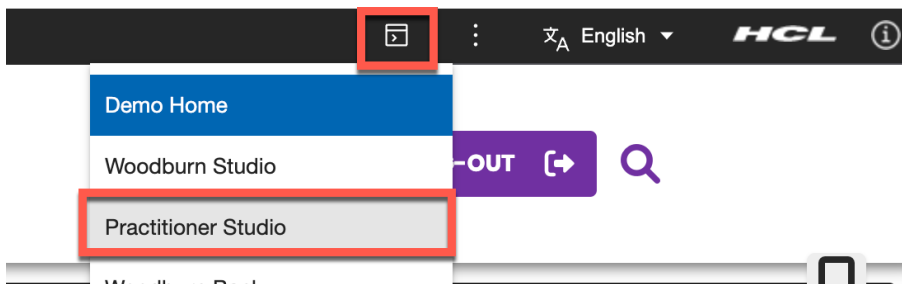 English
HCL
Demo Home
Woodburn Studio
-OUT
Practitioner Studio